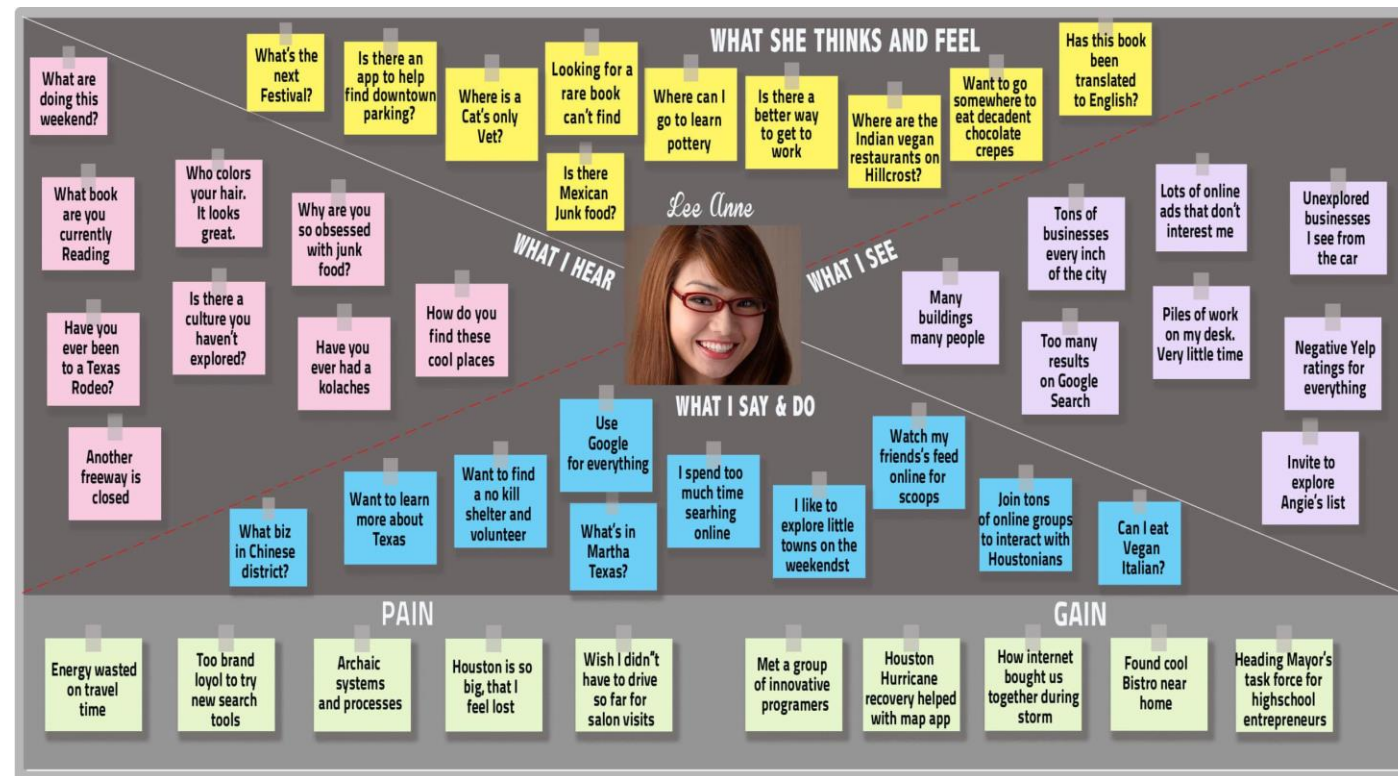 WHAT SHE THINKS AND FEEL
What's the
next
Festival?
Is there an
app to help
find downtown
parking?
Where is a
Cat's only
Vet?
Looking for a
rare book
can't find
Is there
Mexican
Junk food?
Where can I
go to learn
pottery
Is there a
better way
to get to
work
Where are the
Indian vegan
restaurants on
Hillcrost?
Want to go
somewhere to
eat decadent
chocolate
crepes
Has this book
been
translated
to English?
Lee Anne
WHAT I HEAR
What are
doing this
weekend?
What book
are you
currently
Reading
Who colors
your hair.
It looks
great.
Why are you
so obsessed
with junk
food?
Have you
ever been
to a Texas
Rodeo?
Is there a
culture you
haven't
explored?
Have you
ever had a
kolaches
How do you
find these
cool places
Another
freeway is
closed
WHAT I SEE
Many
buildings
many people
Tons of
businesses
every inch
of the city
Lots of online
ads that don't
interest me
Unexplored
businesses
I see from
the car
Too many
results
on Google
Search
Piles of work
on my desk.
Very little time
Negative Yelp
ratings for
everything
Invite to
explore
Angie's list
WHAT I SAY & DO
What biz
in Chinese
district?
Want to learn
more about
Texas
Want to find
a no kill
shelter and
volunteer
Use
Google
for everything
What's in
Martha
Texas?
I spend too
much time
searhing
online
I like to
explore little
towns on the
weekendst
Watch my
friends's feed
online for
scoops
Join tons
of online groups
to interact with
Houstonians
Can I eat
Vegan
Italian?
PAIN
Energy wasted
on travel
time
Too brand
loyol to try
new search
tools
Archaic
systems
and processes
Houston is so
big, that I
feel lost
Wish I didn"t
have to drive
so far for
salon visits
GAIN
Met a group
of innovative
programers
Houston
Hurricane
recovery helped
with map app
How internet
bought us
together during
storm
Found cool
Bistro near
home
Heading Mayor's
task force for
highschool
entrepreneurs